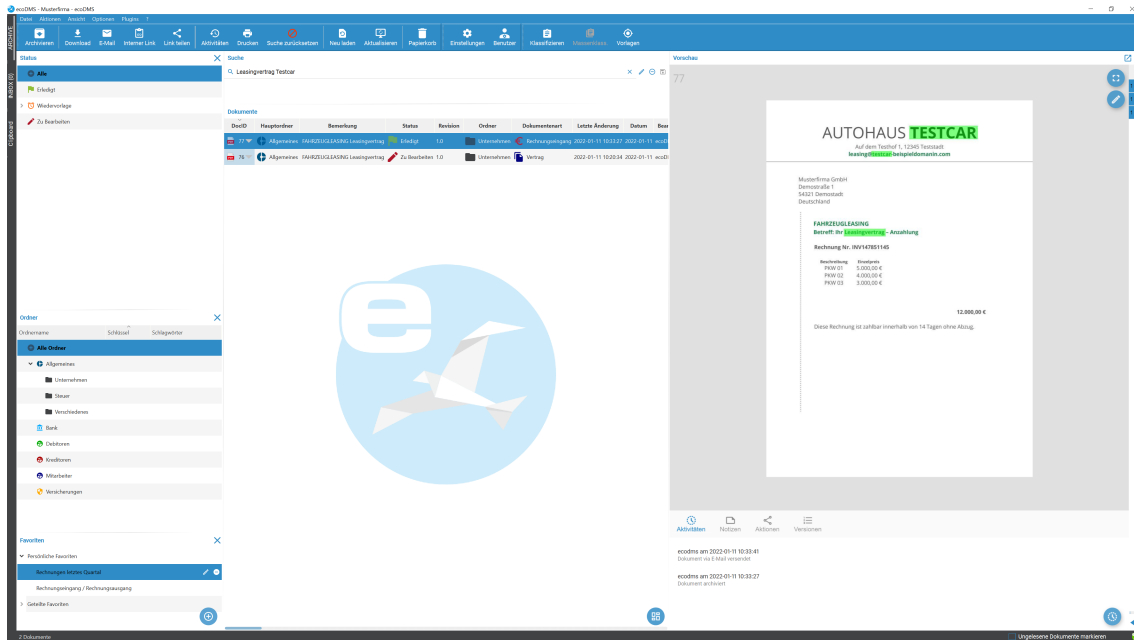 ecoDMS - Musterfirma - ecoDMS
Datei Aktionen Ansicht Optionen Plugins ?
Archivieren Download E-Mail Interner Link Link teilen Aktivitäten Drucken Suche zurücksetzen Neu laden Aktualisieren Papierkorb Einstellungen Benutzer Klassifizieren Massenklass. Vorlagen
ARCHIVE
INBOX (0)
Clipboard
Status
Alle
Erledigt
Wiedervorlage
Zu Bearbeiten
Ordner
Ordnername Schlüssel Schlagwörter
Alle Ordner
Allgemeines
Unternehmen
Steuer
Verschiedenes
Bank
Debitoren
Kreditoren
Mitarbeiter
Versicherungen
Favoriten
Persönliche Favoriten
Rechnungen letztes Quartal
Rechnungseingang / Rechnungsausgang
Geteilte Favoriten
2 Dokumente
Suche
Leasingvertrag Testcar
Dokumente
DocID Hauptordner Bemerkung Status Revision Ordner Dokumentenart Letzte Änderung Datum Bear
77 Allgemeines FAHRZEUGLEASING Leasingvertrag Erledigt 1.0 Unternehmen Rechnungseingang 2022-01-11 10:33:27 2022-01-11 ecoD
76 Allgemeines FAHRZEUGLEASING Leasingvertrag Zu Bearbeiten 1.0 Unternehmen Vertrag 2022-01-11 10:20:34 2022-01-11 ecoD
e
Vorschau
77
AUTOHAUS TESTCAR
Auf dem Testhof 1, 12345 Teststadt
leasing@testcar-beispieldomanin.com
Musterfirma GmbH
Demostraße 1
54321 Demostadt
Deutschland
FAHRZEUGLEASING
Betreff: Ihr Leasingvertrag – Anzahlung
Rechnung Nr. INV147851145
Beschreibung Einzelpreis
PKW 01 5.000,00 €
PKW 02 4.000,00 €
PKW 03 3.000,00 €
12.000,00 €
Diese Rechnung ist zahlbar innerhalb von 14 Tagen ohne Abzug.
Aktivitäten Notizen Aktionen Versionen
ecodms am 2022-01-11 10:33:41
Dokument via E-Mail versendet
ecodms am 2022-01-11 10:33:27
Dokument archiviert
Ungelesene Dokumente markieren